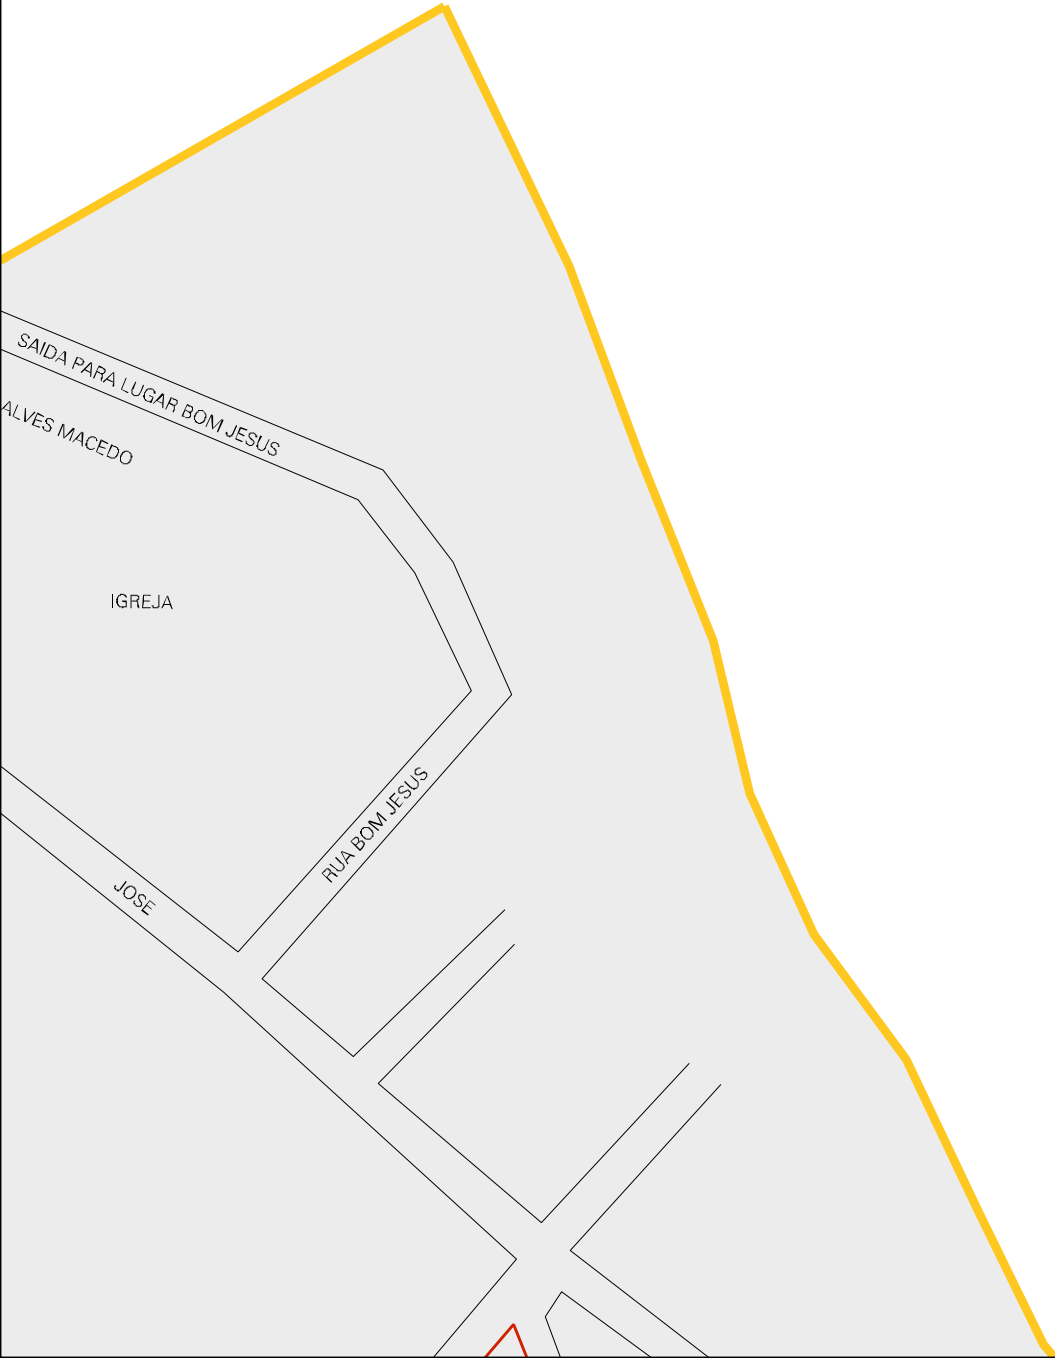 SAIDA PARA LUGAR BOM JESUS
ALVES MACEDO
IGREJA
RUA BOM JESUS
JOSE